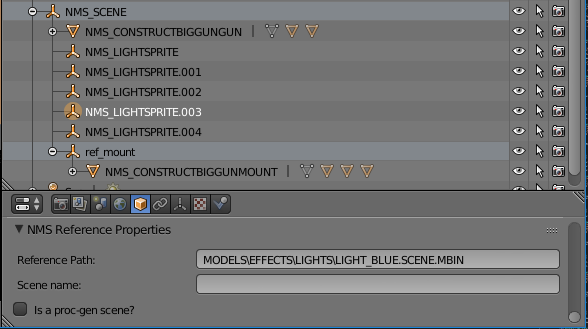 NMS_SCENE
NMS_CONSTRUCTBIGGUNGUN
NMS_LIGHTSPRITE
NMS_LIGHTSPRITE.001
NMS_LIGHTSPRITE.002
NMS_LIGHTSPRITE.003
NMS_LIGHTSPRITE.004
ref_mount
NMS_CONSTRUCTBIGGUNMOUNT
NMS Reference Properties
Reference Path: MODELS\EFFECTS\LIGHTS\LIGHT_BLUE.SCENE.MBIN
Scene name:
Is a proc-gen scene?